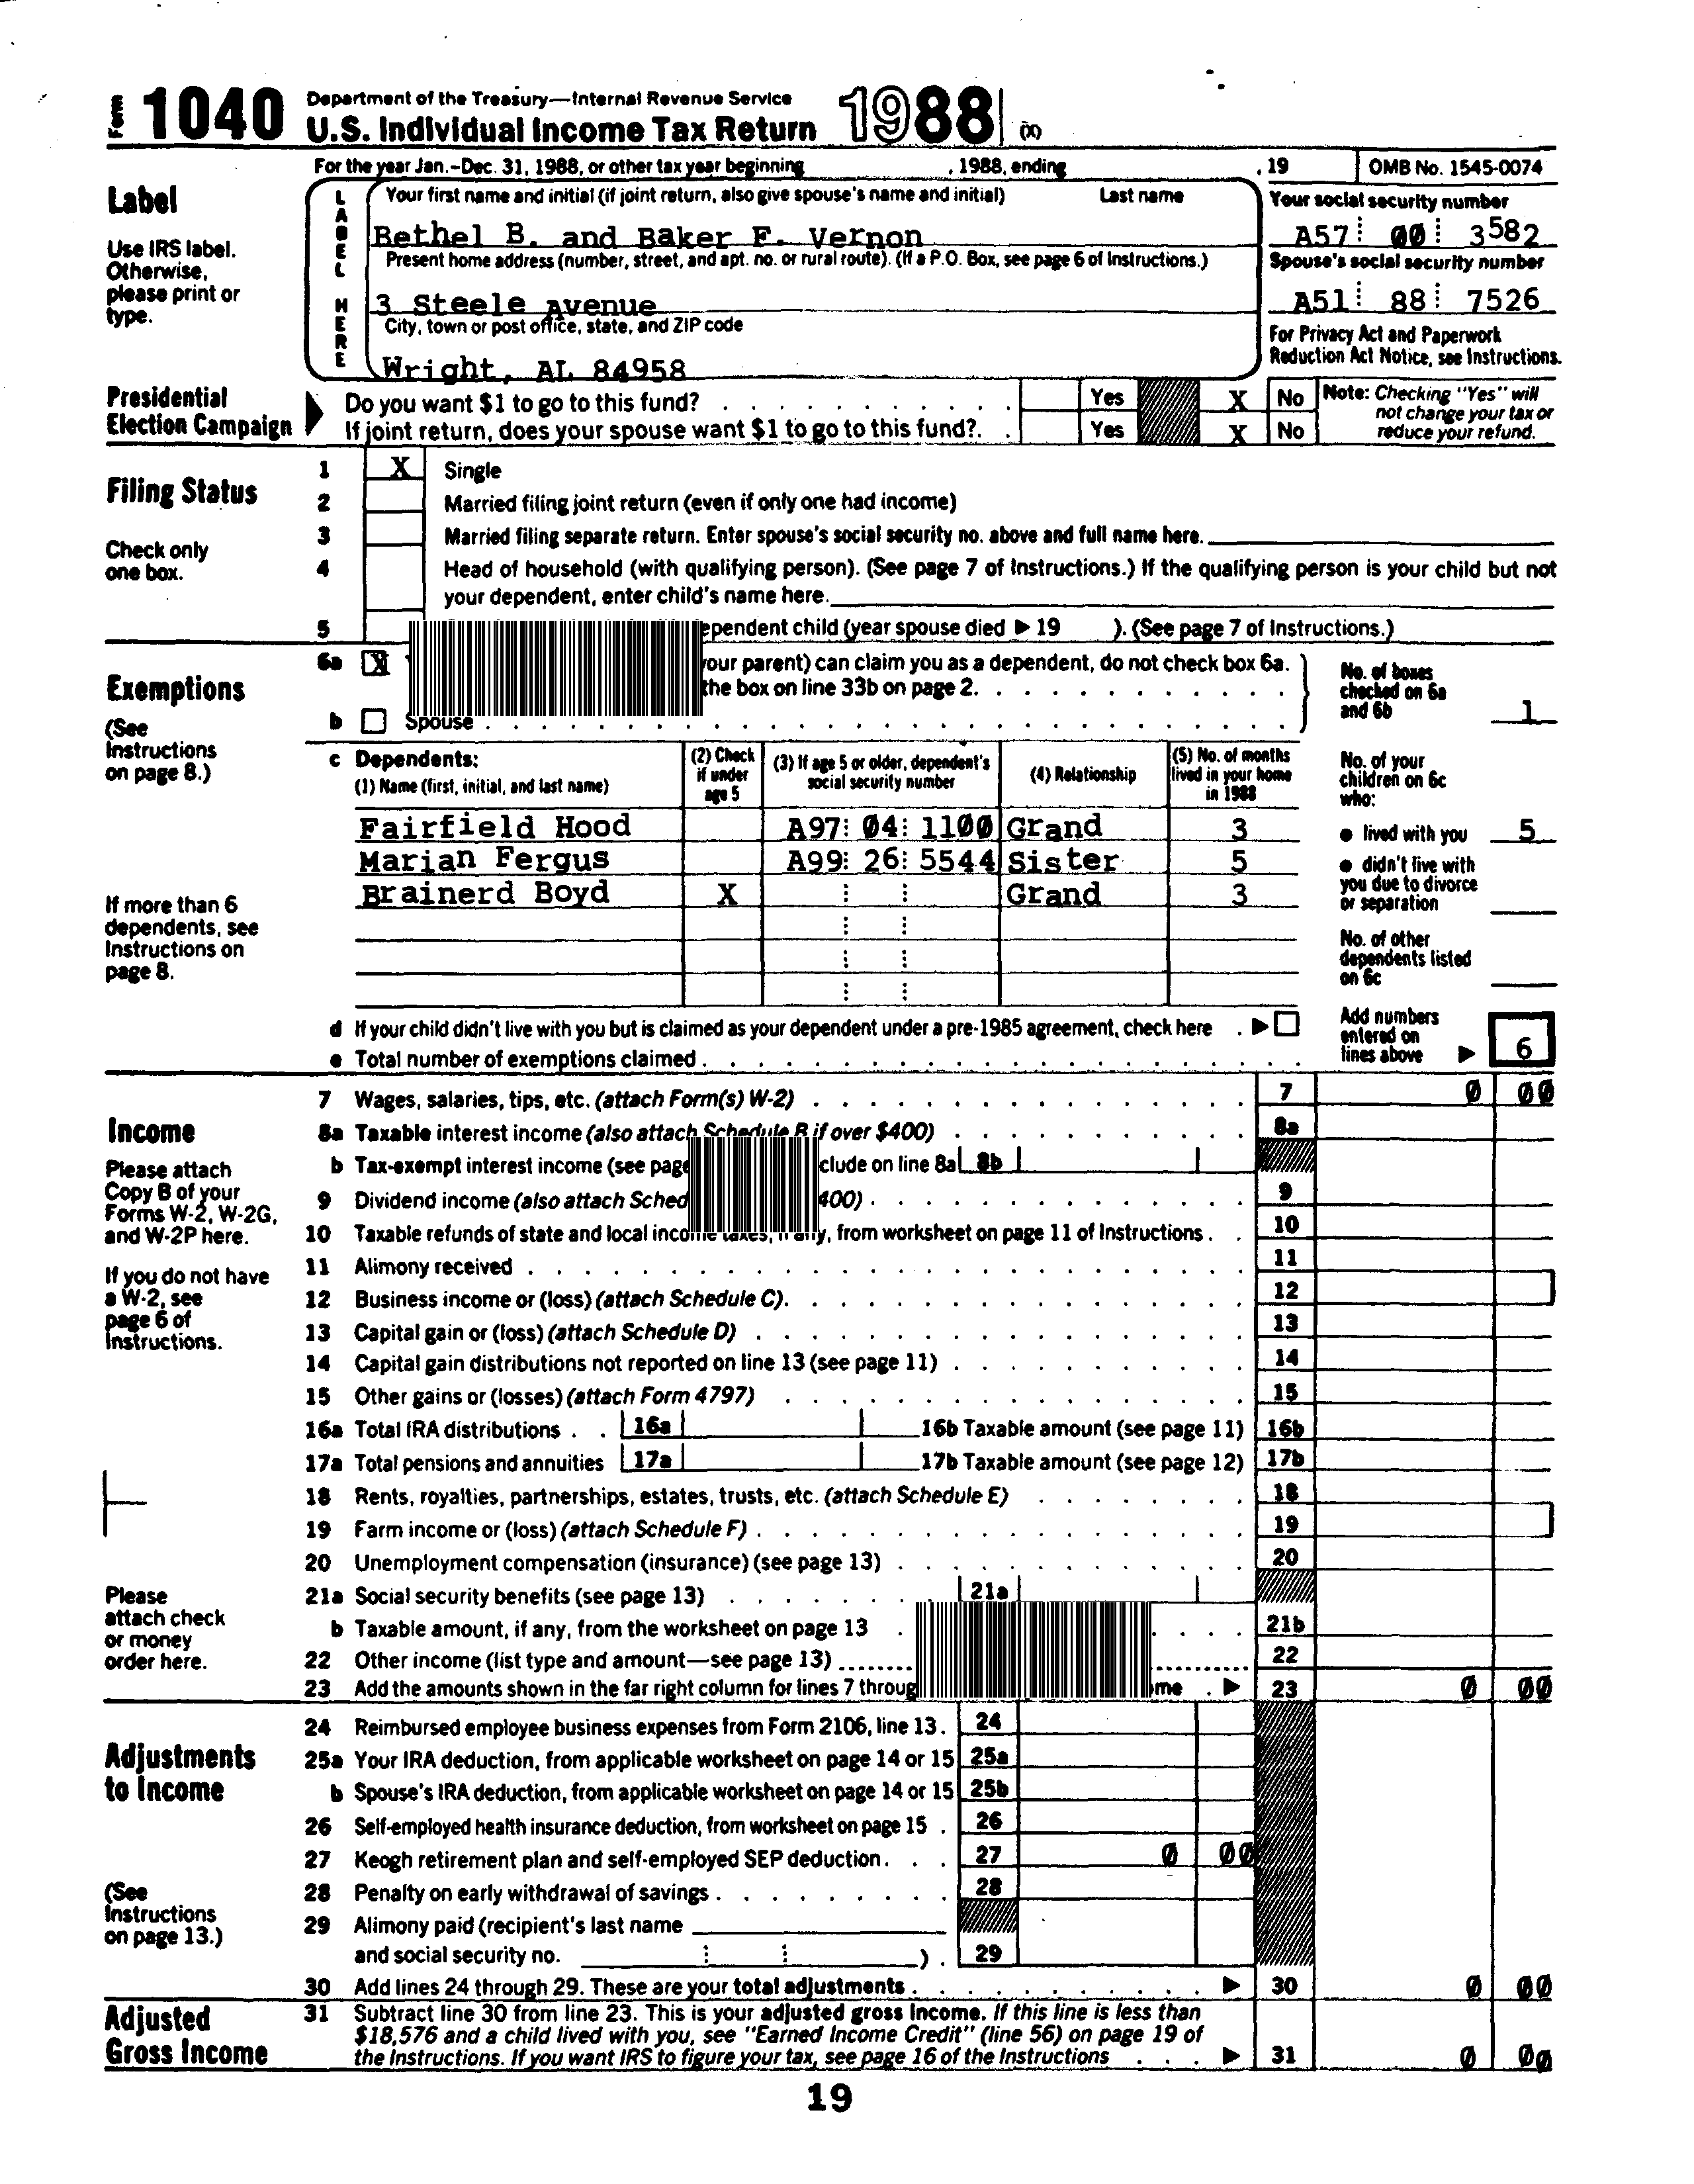 Form 1040 Department of the Treasury—Internal Revenue Service
U.S. Individual Income Tax Return 1988 (X)
For the year Jan.-Dec. 31, 1988, or other tax year beginning , 1988, ending , 19 OMB No. 1545-0074
Label
Use IRS label.
Otherwise,
please print or
type.
LABEL HERE
Your first name and initial (if joint return, also give spouse's name and initial) Last name
Bethel B. and Baker F. Vernon
Present home address (number, street, and apt. no. or rural route). (If a P.O. Box, see page 6 of Instructions.)
3 Steele Avenue
City, town or post office, state, and ZIP code
Wright, AL 84958
Your social security number
A57 00 3582
Spouse's social security number
A51 88 7526
For Privacy Act and Paperwork
Reduction Act Notice, see Instructions.
Presidential
Election Campaign
Do you want $1 to go to this fund? Yes X No
If joint return, does your spouse want $1 to go to this fund? Yes X No
Note: Checking "Yes" will
not change your tax or
reduce your refund.
Filing Status
Check only
one box.
1 X Single
2 Married filing joint return (even if only one had income)
3 Married filing separate return. Enter spouse's social security no. above and full name here.
4 Head of household (with qualifying person). (See page 7 of Instructions.) If the qualifying person is your child but not
your dependent, enter child's name here.
5 ependent child (year spouse died ▶ 19 ). (See page 7 of Instructions.)
Exemptions
(See
Instructions
on page 8.)
If more than 6
dependents, see
Instructions on
page 8.
6a X your parent) can claim you as a dependent, do not check box 6a.
the box on line 33b on page 2.
b Spouse
No. of boxes
checked on 6a
and 6b 1
c Dependents:
(1) Name (first, initial, and last name)
(2) Check
if under
age 5
(3) If age 5 or older, dependent's
social security number
(4) Relationship
(5) No. of months
lived in your home
in 1988
Fairfield Hood A97 04 1100 Grand 3
Marian Fergus A99 26 5544 Sister 5
Brainerd Boyd X Grand 3
No. of your
children on 6c
who:
● lived with you 5
● didn't live with
you due to divorce
or separation
No. of other
dependents listed
on 6c
d If your child didn't live with you but is claimed as your dependent under a pre-1985 agreement, check here ▶
e Total number of exemptions claimed
Add numbers
entered on
lines above ▶ 6
Income
Please attach
Copy B of your
Forms W-2, W-2G,
and W-2P here.
If you do not have
a W-2, see
page 6 of
Instructions.
Please
attach check
or money
order here.
7 Wages, salaries, tips, etc. (attach Form(s) W-2) 7 0 00
8a Taxable interest income (also attach Schedule B if over $400) 8a
b Tax-exempt interest income (see page clude on line 8a 8b
9 Dividend income (also attach Sched 400) 9
10 Taxable refunds of state and local income taxes, if any, from worksheet on page 11 of Instructions 10
11 Alimony received 11
12 Business income or (loss) (attach Schedule C) 12
13 Capital gain or (loss) (attach Schedule D) 13
14 Capital gain distributions not reported on line 13 (see page 11) 14
15 Other gains or (losses) (attach Form 4797) 15
16a Total IRA distributions 16a 16b Taxable amount (see page 11) 16b
17a Total pensions and annuities 17a 17b Taxable amount (see page 12) 17b
18 Rents, royalties, partnerships, estates, trusts, etc. (attach Schedule E) 18
19 Farm income or (loss) (attach Schedule F) 19
20 Unemployment compensation (insurance) (see page 13) 20
21a Social security benefits (see page 13) 21a
b Taxable amount, if any, from the worksheet on page 13 21b
22 Other income (list type and amount—see page 13) 22
23 Add the amounts shown in the far right column for lines 7 throug me ▶ 23 0 00
Adjustments
to Income
(See
Instructions
on page 13.)
24 Reimbursed employee business expenses from Form 2106, line 13. 24
25a Your IRA deduction, from applicable worksheet on page 14 or 15 25a
b Spouse's IRA deduction, from applicable worksheet on page 14 or 15 25b
26 Self-employed health insurance deduction, from worksheet on page 15 26
27 Keogh retirement plan and self-employed SEP deduction 27 0 00
28 Penalty on early withdrawal of savings 28
29 Alimony paid (recipient's last name
and social security no. ) 29
30 Add lines 24 through 29. These are your total adjustments ▶ 30 0 00
Adjusted
Gross Income
31 Subtract line 30 from line 23. This is your adjusted gross income. If this line is less than
$18,576 and a child lived with you, see "Earned Income Credit" (line 56) on page 19 of
the Instructions. If you want IRS to figure your tax, see page 16 of the Instructions ▶ 31 0 00
19